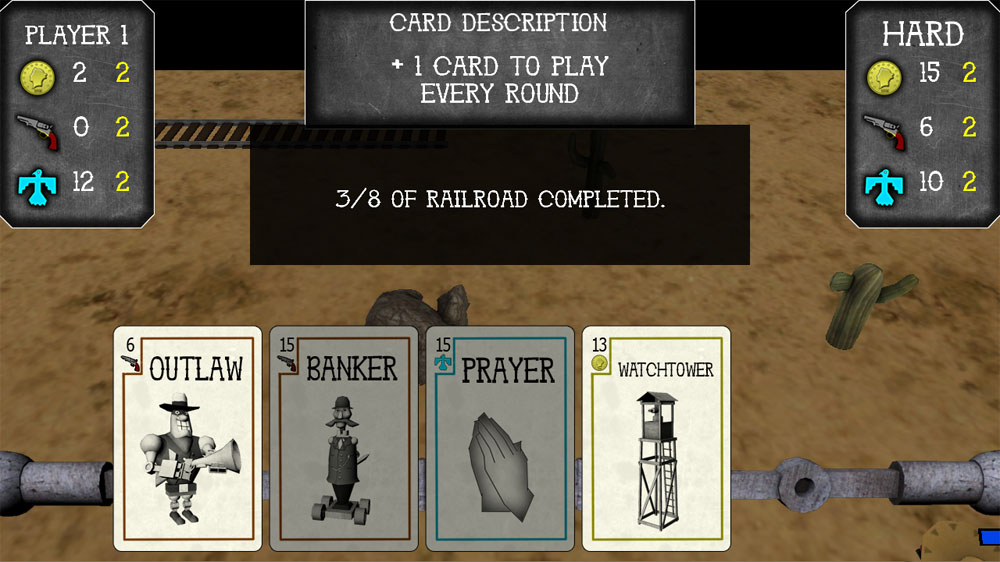 PLAYER 1
2 2
0 2
12 2
CARD DESCRIPTION
+ 1 CARD TO PLAY
EVERY ROUND
HARD
15 2
6 2
10 2
3/8 OF RAILROAD COMPLETED.
6
OUTLAW
15
BANKER
15
PRAYER
13
WATCHTOWER